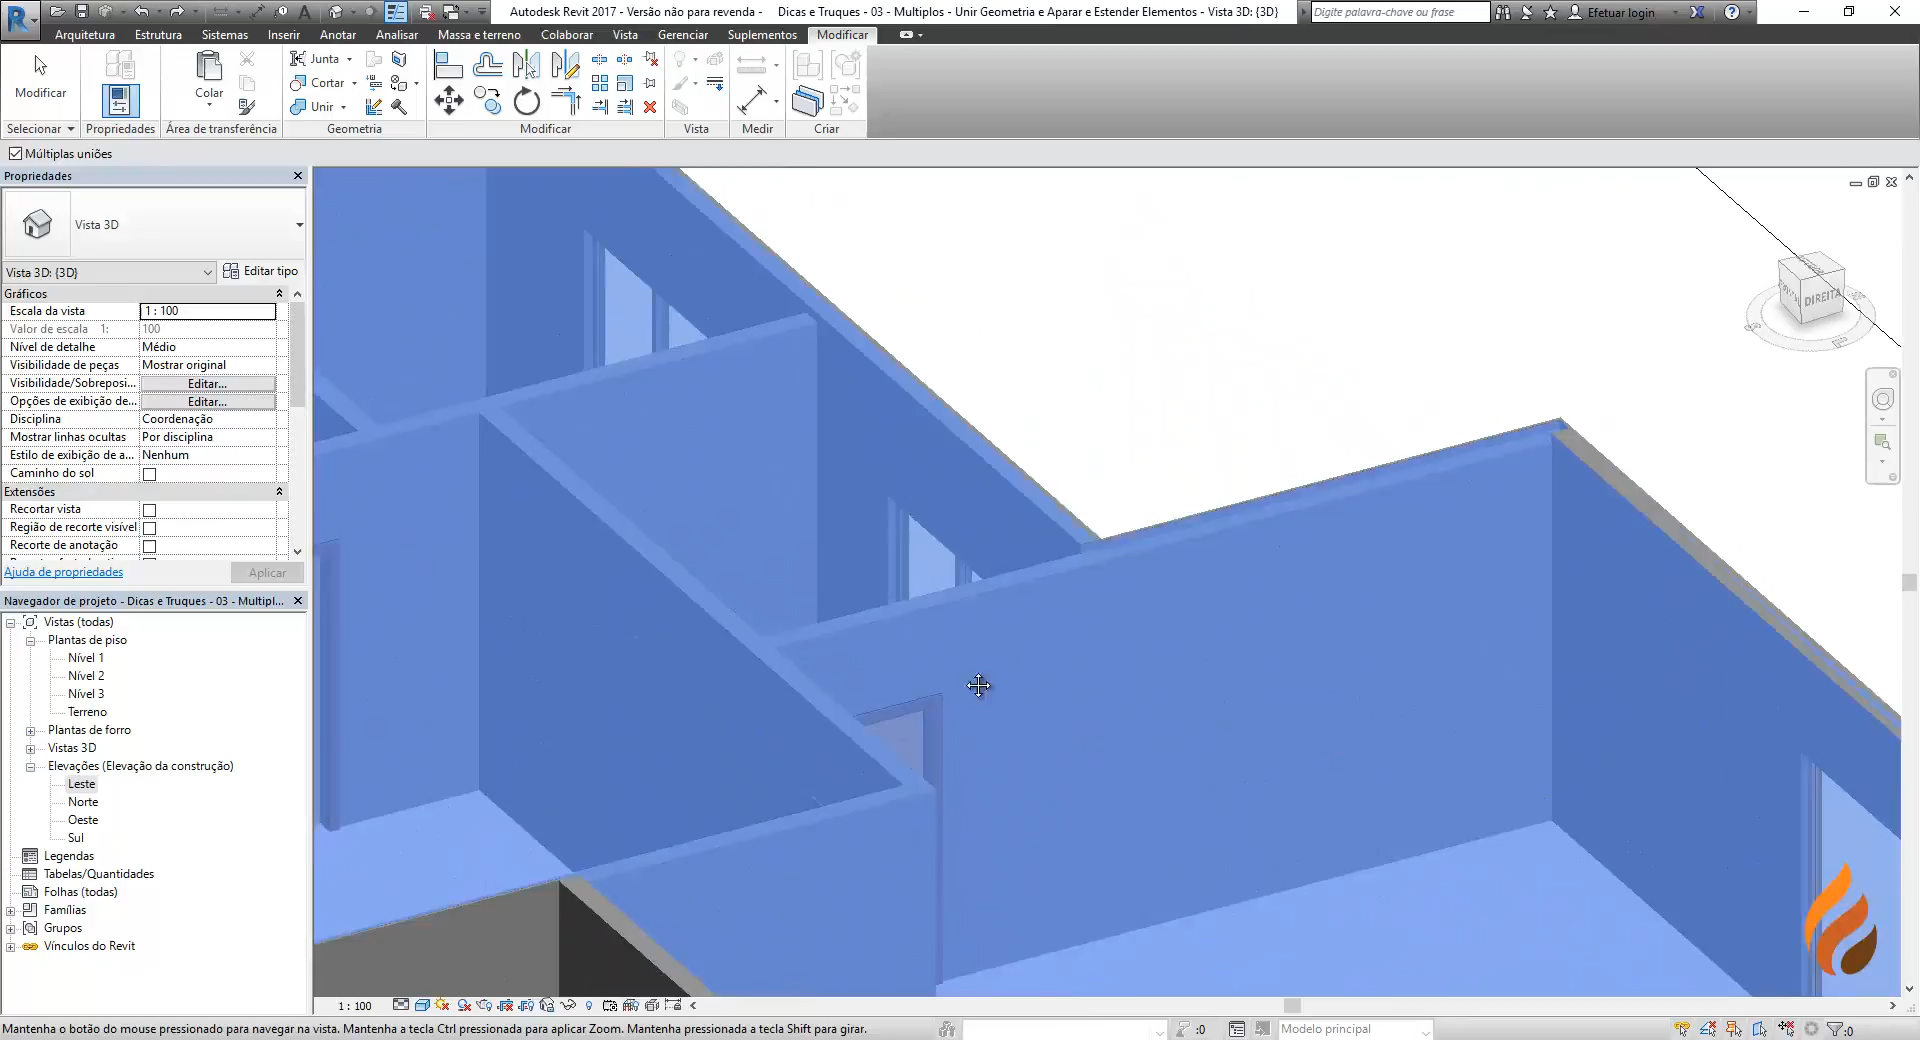 Autodesk Revit 2017 - Versão não para revenda - Dicas e Truques - 03 - Multiplos - Unir Geometria e Aparar e Estender Elementos - Vista 3D: {3D}
Digite palavra-chave ou frase
Efetuar login
Arquitetura Estrutura Sistemas Inserir Anotar Analisar Massa e terreno Colaborar Vista Gerenciar Suplementos Modificar
Modificar
Colar
Junta
Cortar
Unir
Selecionar Propriedades Área de transferência Geometria Modificar Vista Medir Criar
Múltiplas uniões
Propriedades
Vista 3D
Vista 3D: {3D} Editar tipo
Gráficos
Escala da vista 1 : 100
Valor de escala 1: 100
Nível de detalhe Médio
Visibilidade de peças Mostrar original
Visibilidade/Sobreposi... Editar...
Opções de exibição de... Editar...
Disciplina Coordenação
Mostrar linhas ocultas Por disciplina
Estilo de exibição de a... Nenhum
Caminho do sol
Extensões
Recortar vista
Região de recorte visível
Recorte de anotação
Ajuda de propriedades Aplicar
Navegador de projeto - Dicas e Truques - 03 - Multipl...
Vistas (todas)
Plantas de piso
Nível 1
Nível 2
Nível 3
Terreno
Plantas de forro
Vistas 3D
Elevações (Elevação da construção)
Leste
Norte
Oeste
Sul
Legendas
Tabelas/Quantidades
Folhas (todas)
Famílias
Grupos
Vínculos do Revit
DIREITA
1 : 100
Mantenha o botão do mouse pressionado para navegar na vista. Mantenha a tecla Ctrl pressionada para aplicar Zoom. Mantenha pressionada a tecla Shift para girar.
:0
Modelo principal
:0